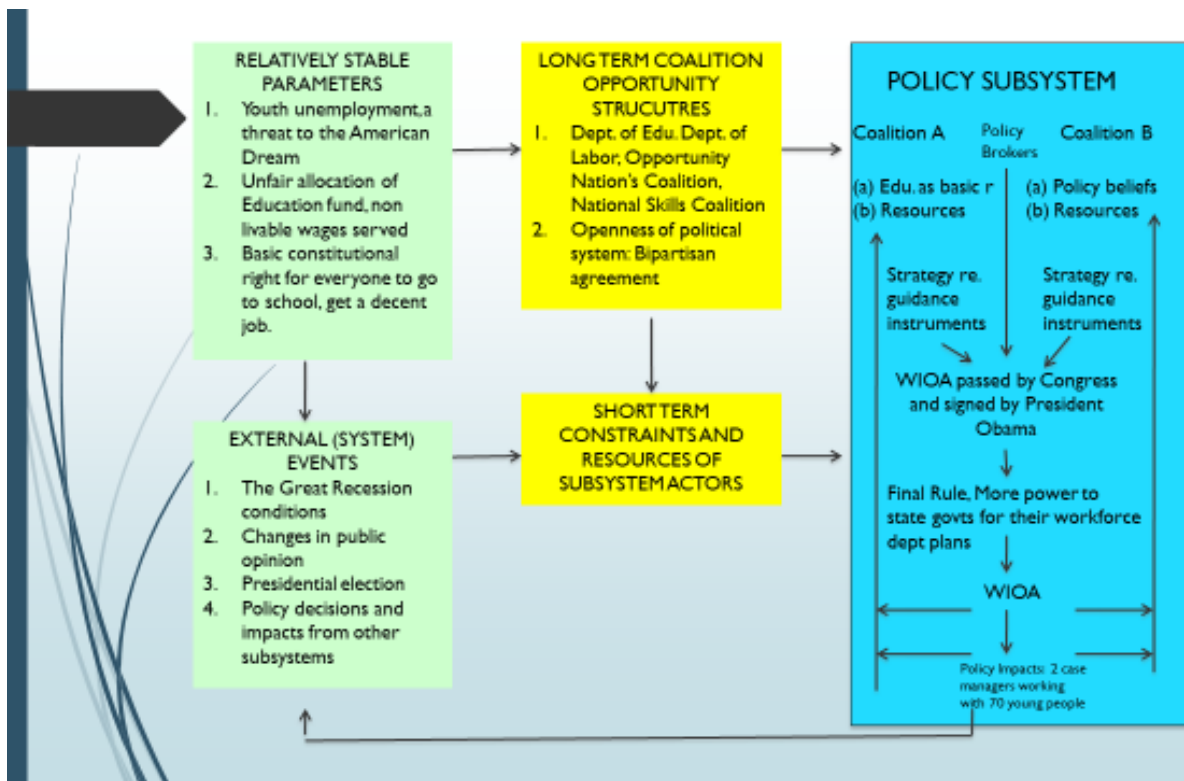 RELATIVELY STABLE
PARAMETERS
1. Youth unemployment, a
threat to the American
Dream
2. Unfair allocation of
Education fund, non
livable wages served
3. Basic constitutional
right for everyone to go
to school, get a decent
job.
EXTERNAL (SYSTEM)
EVENTS
1. The Great Recession
conditions
2. Changes in public
opinion
3. Presidential election
4. Policy decisions and
impacts from other
subsystems
LONG TERM COALITION
OPPORTUNITY
STRUCUTRES
1. Dept. of Edu. Dept. of
Labor, Opportunity
Nation's Coalition,
National Skills Coalition
2. Openness of political
system: Bipartisan
agreement
SHORT TERM
CONSTRAINTS AND
RESOURCES OF
SUBSYSTEM ACTORS
POLICY SUBSYSTEM
Coalition A
Policy
Brokers
Coalition B
(a) Edu. as basic r
(b) Resources
(a) Policy beliefs
(b) Resources
Strategy re.
guidance
instruments
Strategy re.
guidance
instruments
WIOA passed by Congress
and signed by President
Obama
Final Rule, More power to
state govts for their workforce
dept plans
WIOA
Policy Impacts: 2 case
managers working
with 70 young people